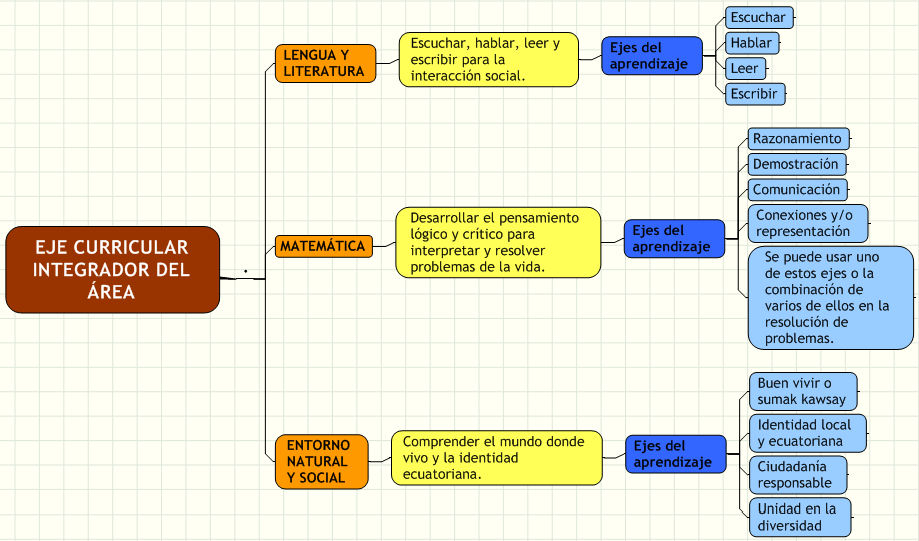 EJE CURRICULAR
INTEGRADOR DEL
ÁREA
LENGUA Y
LITERATURA
Escuchar, hablar, leer y
escribir para la
interacción social.
Ejes del
aprendizaje
Escuchar
Hablar
Leer
Escribir
MATEMÁTICA
Desarrollar el pensamiento
lógico y crítico para
interpretar y resolver
problemas de la vida.
Ejes del
aprendizaje
Razonamiento
Demostración
Comunicación
Conexiones y/o
representación
Se puede usar uno
de estos ejes o la
combinación de
varios de ellos en la
resolución de
problemas.
ENTORNO
NATURAL
Y SOCIAL
Comprender el mundo donde
vivo y la identidad
ecuatoriana.
Ejes del
aprendizaje
Buen vivir o
sumak kawsay
Identidad local
y ecuatoriana
Ciudadanía
responsable
Unidad en la
diversidad